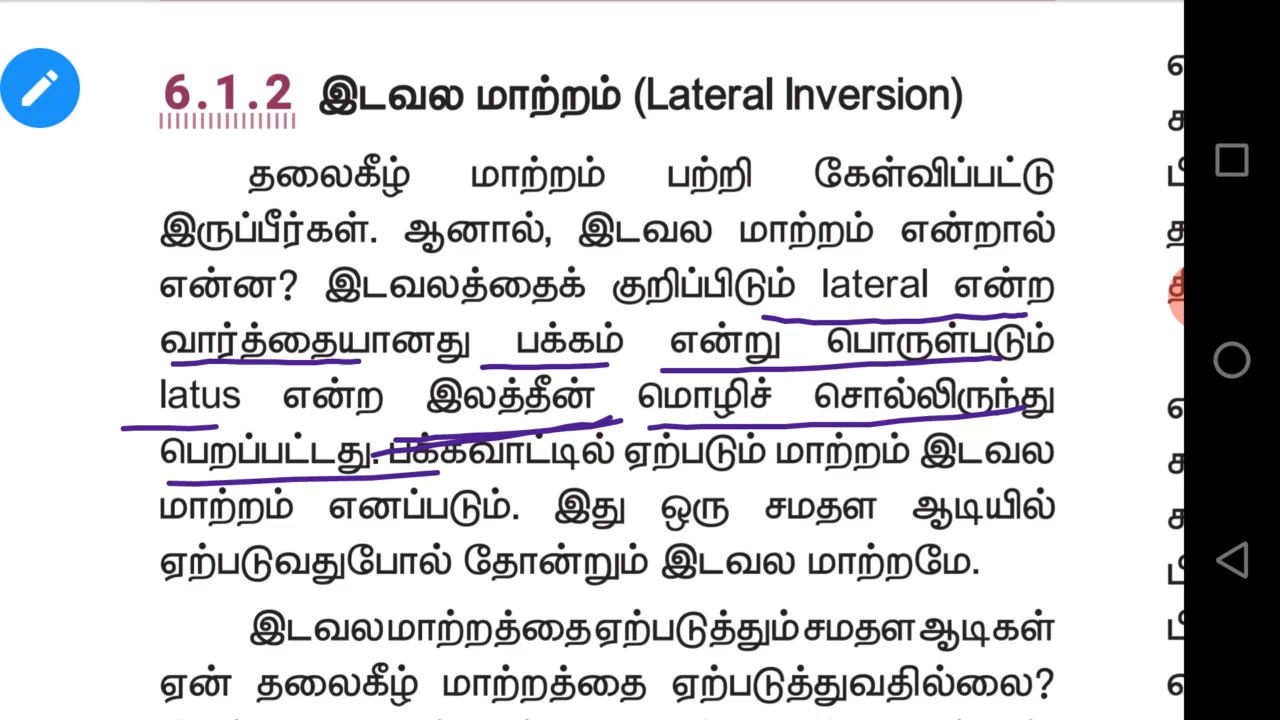 6.1.2 இடவல மாற்றம் (Lateral Inversion)
தலைகீழ் மாற்றம் பற்றி கேள்விப்பட்டு
இருப்பீர்கள். ஆனால், இடவல மாற்றம் என்றால்
என்ன? இடவலத்தைக் குறிப்பிடும் lateral என்ற
வார்த்தையானது பக்கம் என்று பொருள்படும்
latus என்ற இலத்தீன் மொழிச் சொல்லிருந்து
பெறப்பட்டது. பக்கவாட்டில் ஏற்படும் மாற்றம் இடவல
மாற்றம் எனப்படும். இது ஒரு சமதள ஆடியில்
ஏற்படுவதுபோல் தோன்றும் இடவல மாற்றமே.
இடவலமாற்றத்தை ஏற்படுத்தும் சமதள ஆடிகள்
ஏன் தலைகீழ் மாற்றத்தை ஏற்படுத்துவதில்லை?